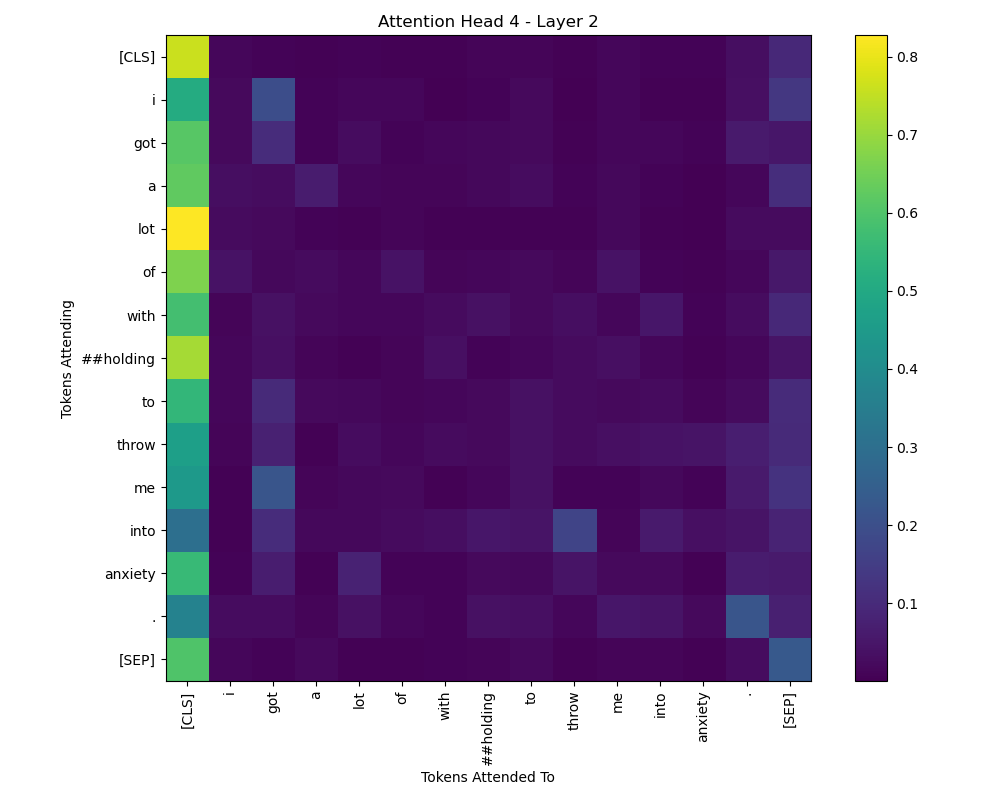 Attention Head 4 - Layer 2
Tokens Attending
[CLS]
i
got
a
lot
of
with
##holding
to
throw
me
into
anxiety
.
[SEP]
[CLS]
i
got
a
lot
of
with
##holding
to
throw
me
into
anxiety
.
[SEP]
Tokens Attended To
0.8
0.7
0.6
0.5
0.4
0.3
0.2
0.1